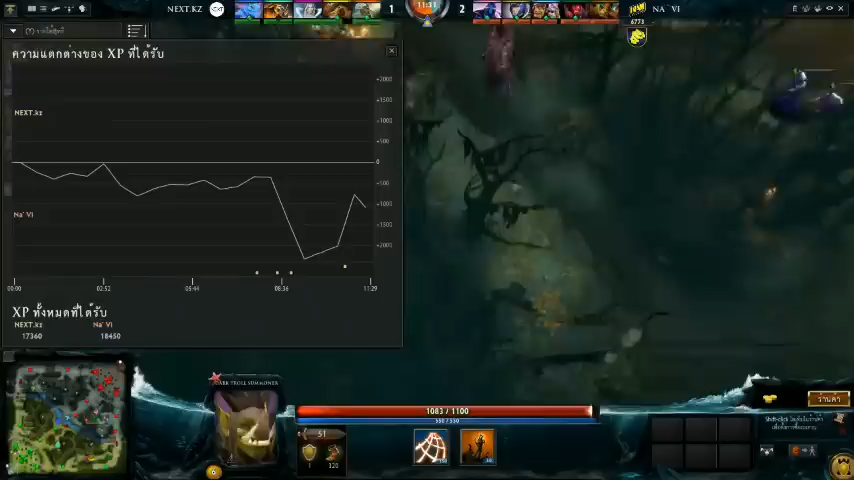 NEXT.KZ
1
11:31
2
NA`VI
6773
ความแตกต่างของ XP ที่ได้รับ
+2000
+1500
NEXT.kz
+1000
+500
0
+500
+1000
Na`Vi
+1500
+2000
00:00
02:52
05:44
08:36
11:29
XP ทั้งหมดที่ได้รับ
NEXT.kz
Na`Vi
17360
18450
DARK TROLL SUMMONER
1083 / 1100
550 / 550
51
1
320
ร้านค้า